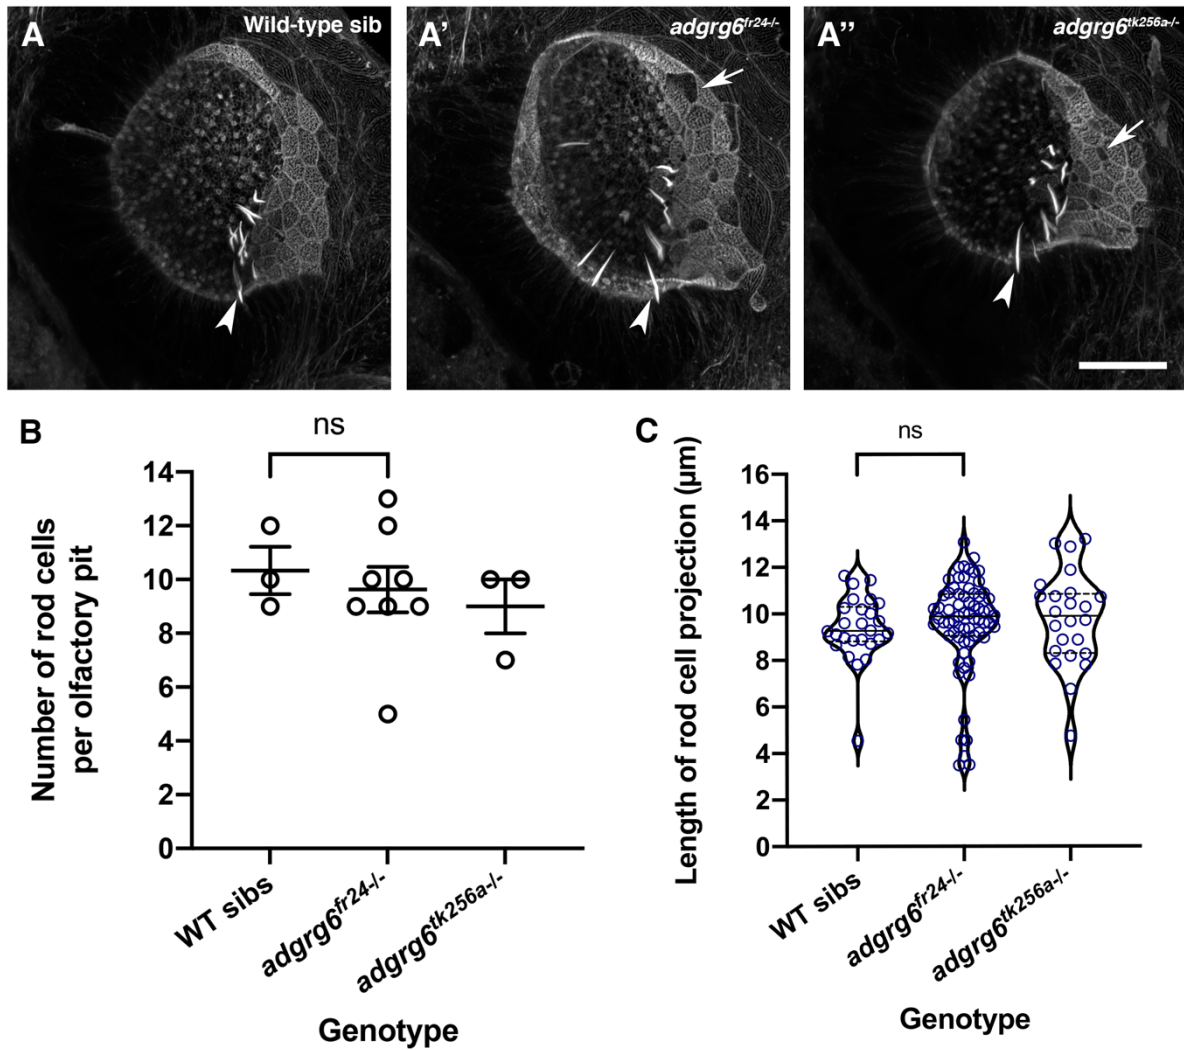 A
Wild-type sib
A'
adgrg6fr24-/-
A"
adgrg6tk256a-/-
B
ns
Number of rod cells
per olfactory pit
14
12
10
8
6
4
2
0
WT sibs
adgrg6fr24-/-
adgrg6tk256a-/-
Genotype
C
ns
Length of rod cell projection (µm)
16
14
12
10
8
6
4
2
0
WT sibs
adgrg6fr24-/-
adgrg6tk256a-/-
Genotype